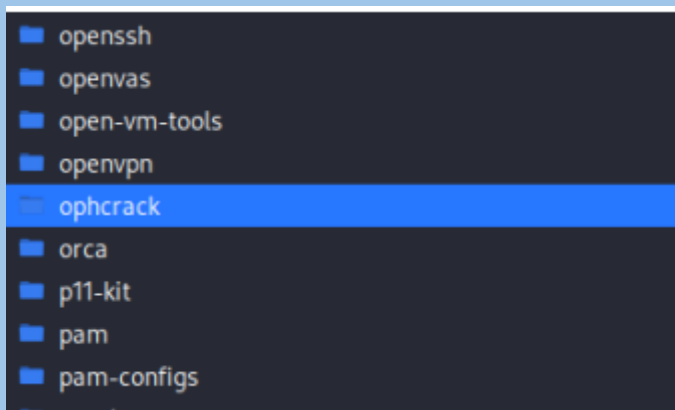 openssh
openvas
open-vm-tools
openvpn
ophcrack
orca
p11-kit
pam
pam-configs